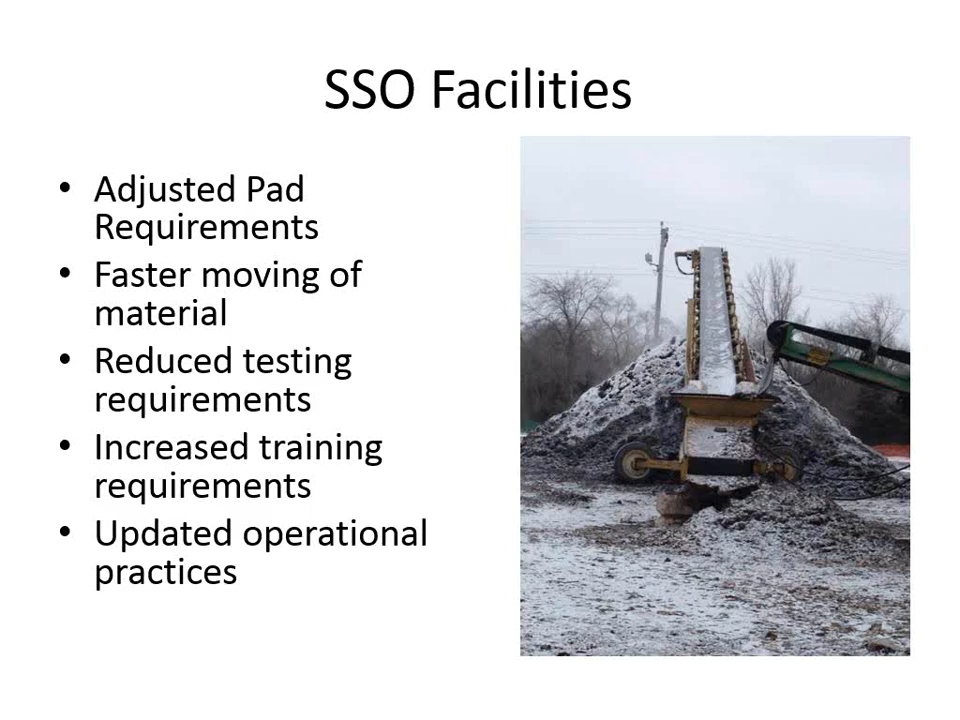 SSO Facilities
• Adjusted Pad
Requirements
• Faster moving of
material
• Reduced testing
requirements
• Increased training
requirements
• Updated operational
practices